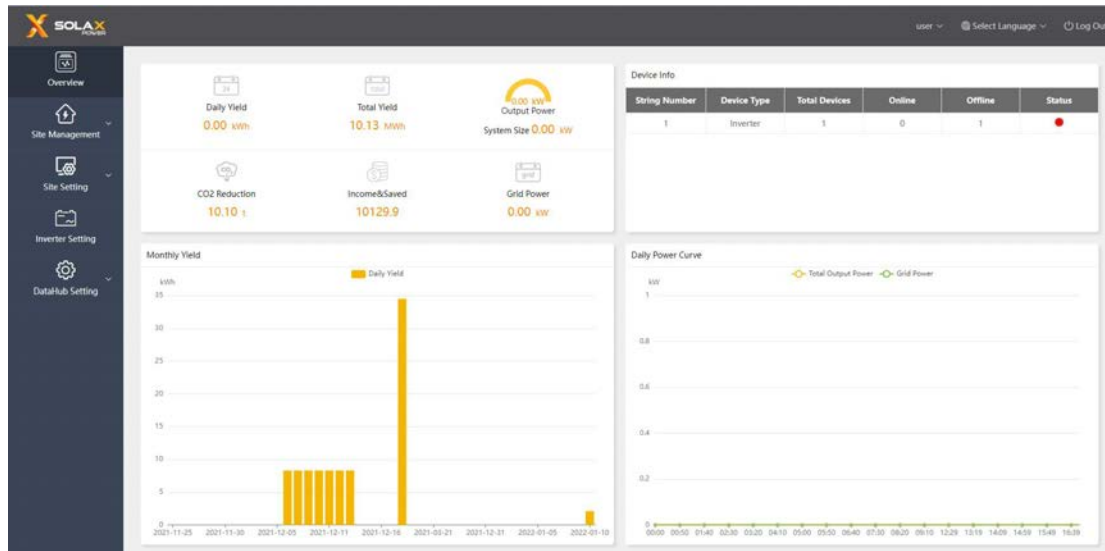 SOLAX
POWER
user
Select Language
Log Out
Overview
Site Management
Site Setting
Inverter Setting
DataHub Setting
24
Daily Yield
0.00 kWh
total
Total Yield
10.13 MWh
0.00 kW
Output Power
System Size 0.00 kW
CO2
CO2 Reduction
10.10 t
Income&Saved
10129.9
grid
Grid Power
0.00 kW
Device Info
String Number Device Type Total Devices Online Offline Status
1 Inverter 1 0 1
Monthly Yield
Daily Yield
kWh
35
30
25
20
15
10
5
0
2021-11-25 2021-11-30 2021-12-05 2021-12-11 2021-12-16 2021-03-21 2021-12-31 2022-01-05 2022-01-10
Daily Power Curve
Total Output Power Grid Power
kW
1
0.8
0.6
0.4
0.2
0
00:00 00:50 01:40 02:30 03:20 04:10 05:00 05:50 06:40 07:30 08:20 09:10 12:29 13:19 14:09 14:59 15:49 16:39